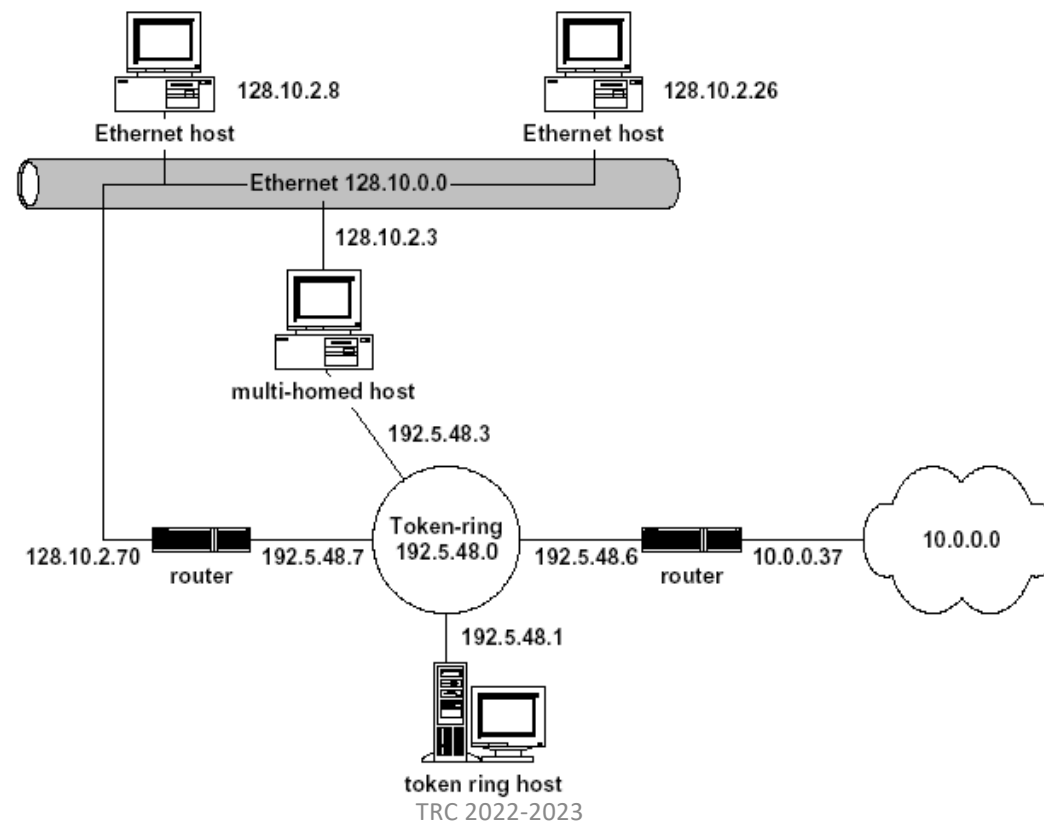 128.10.2.8
128.10.2.26
Ethernet host
Ethernet host
Ethernet 128.10.0.0
128.10.2.3
multi-homed host
192.5.48.3
Token-ring
192.5.48.0
128.10.2.70
192.5.48.7
192.5.48.6
10.0.0.37
10.0.0.0
router
router
192.5.48.1
token ring host
TRC 2022-2023